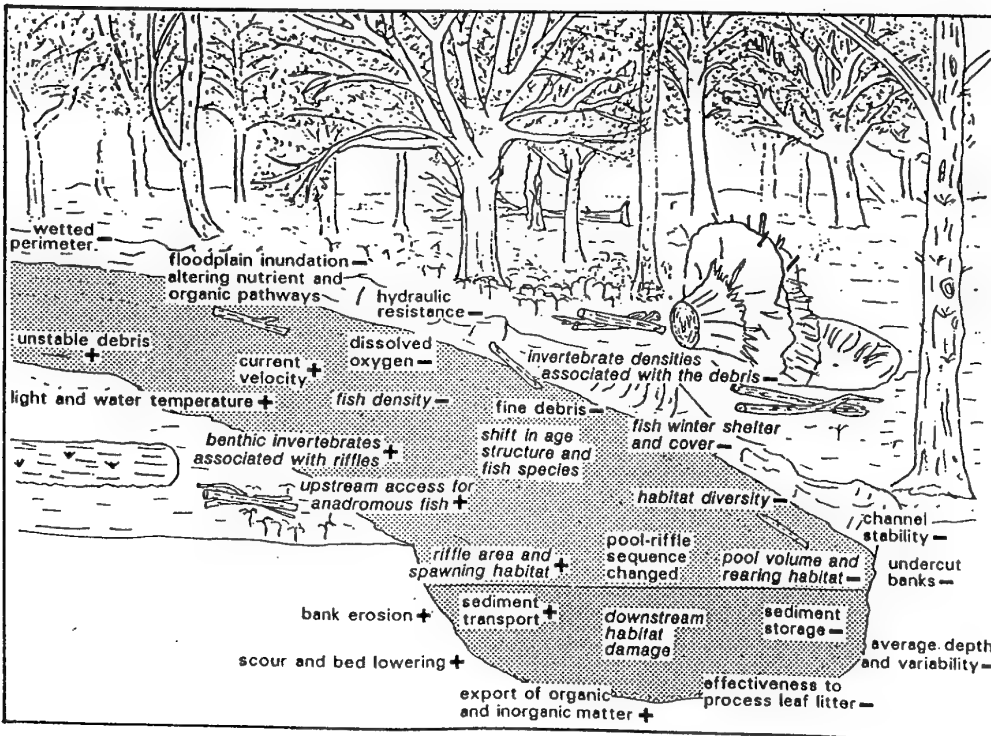 wetted
perimeter. –
floodplain inundation –
altering nutrient and
organic pathways
hydraulic
resistance –
unstable debris
+
dissolved
oxygen –
current
velocity +
invertebrate densities
associated with the debris –
light and water temperature +
fish density –
fine debris –
fish winter shelter
and cover –
benthic invertebrates
associated with riffles +
shift in age
structure and
fish species
upstream access for
anadromous fish +
habitat diversity –
channel
stability –
riffle area and
spawning habitat +
pool-riffle
sequence
changed
pool volume and
rearing habitat –
undercut
banks –
bank erosion +
sediment
transport +
downstream
habitat
damage
sediment
storage –
scour and bed lowering +
average depth
and variability –
export of organic
and inorganic matter +
effectiveness to
process leaf litter –